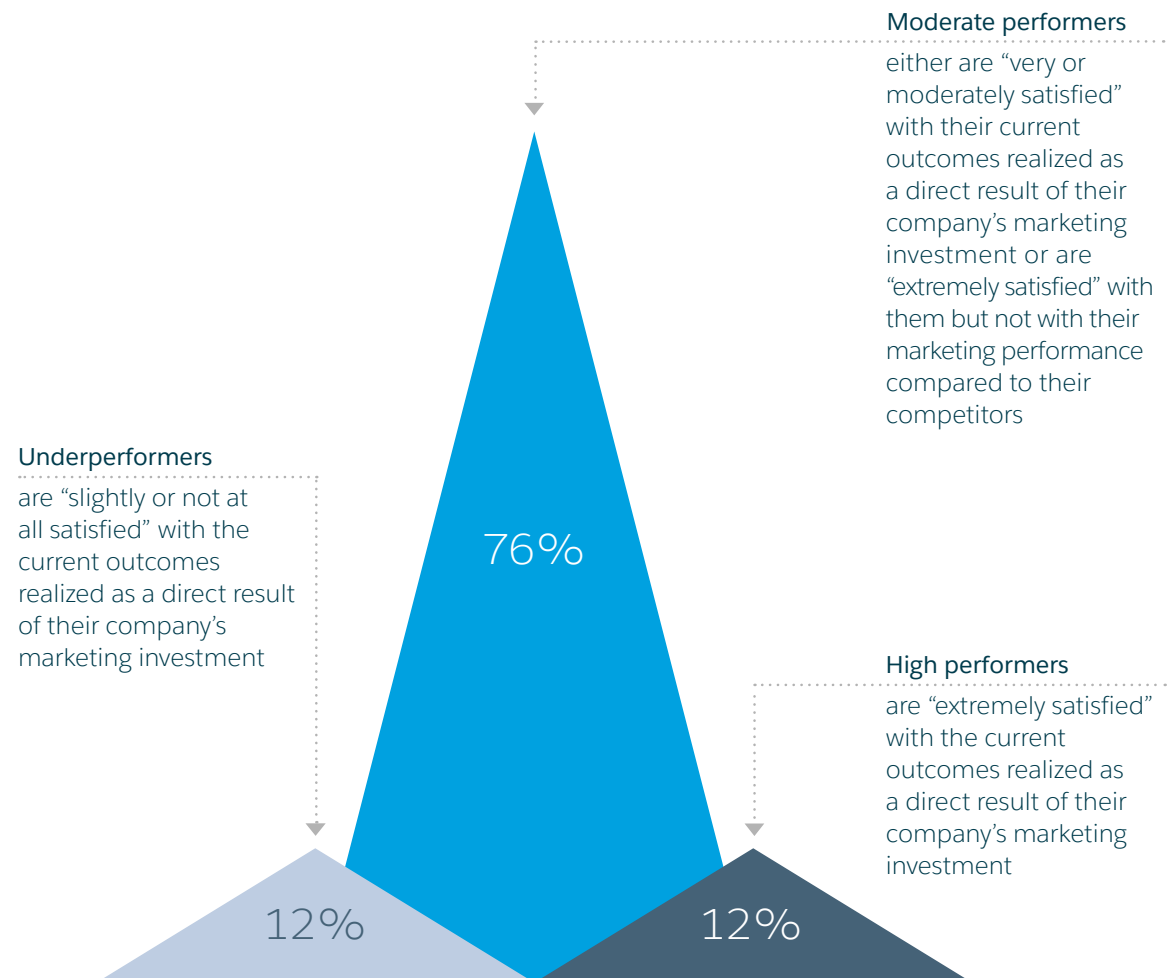 Moderate performers
either are “very or
moderately satisfied”
with their current
outcomes realized as
a direct result of their
company’s marketing
investment or are
“extremely satisfied” with
them but not with their
marketing performance
compared to their
competitors
Underperformers
are “slightly or not at
all satisfied” with the
current outcomes
realized as a direct result
of their company’s
marketing investment
76%
High performers
are “extremely satisfied”
with the current
outcomes realized as
a direct result of their
company’s marketing
investment
12%
12%